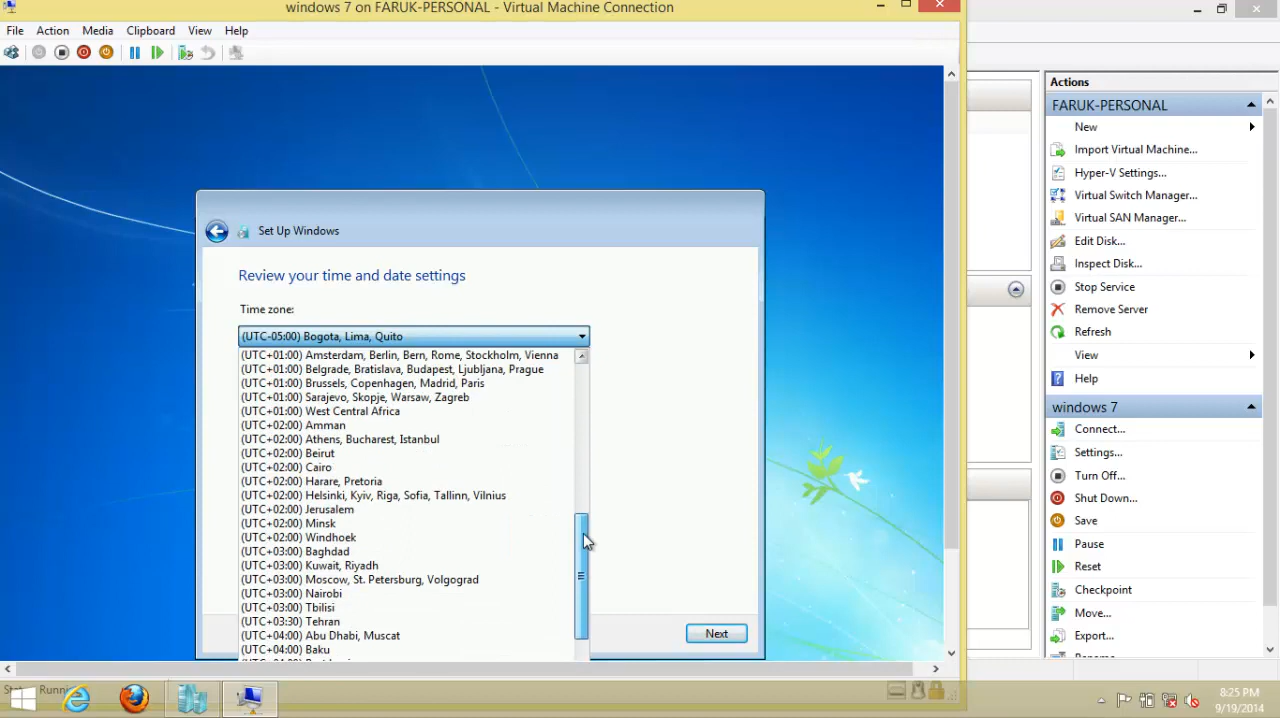 windows 7 on FARUK-PERSONAL - Virtual Machine Connection
File Action Media Clipboard View Help
Set Up Windows
Review your time and date settings
Time zone:
(UTC-05:00) Bogota, Lima, Quito
(UTC+01:00) Amsterdam, Berlin, Bern, Rome, Stockholm, Vienna
(UTC+01:00) Belgrade, Bratislava, Budapest, Ljubljana, Prague
(UTC+01:00) Brussels, Copenhagen, Madrid, Paris
(UTC+01:00) Sarajevo, Skopje, Warsaw, Zagreb
(UTC+01:00) West Central Africa
(UTC+02:00) Amman
(UTC+02:00) Athens, Bucharest, Istanbul
(UTC+02:00) Beirut
(UTC+02:00) Cairo
(UTC+02:00) Harare, Pretoria
(UTC+02:00) Helsinki, Kyiv, Riga, Sofia, Tallinn, Vilnius
(UTC+02:00) Jerusalem
(UTC+02:00) Minsk
(UTC+02:00) Windhoek
(UTC+03:00) Baghdad
(UTC+03:00) Kuwait, Riyadh
(UTC+03:00) Moscow, St. Petersburg, Volgograd
(UTC+03:00) Nairobi
(UTC+03:00) Tbilisi
(UTC+03:30) Tehran
(UTC+04:00) Abu Dhabi, Muscat
(UTC+04:00) Baku
Next
Actions
FARUK-PERSONAL
New
Import Virtual Machine...
Hyper-V Settings...
Virtual Switch Manager...
Virtual SAN Manager...
Edit Disk...
Inspect Disk...
Stop Service
Remove Server
Refresh
View
Help
windows 7
Connect...
Settings...
Turn Off...
Shut Down...
Save
Pause
Reset
Checkpoint
Move...
Export...
8:25 PM
9/19/2014